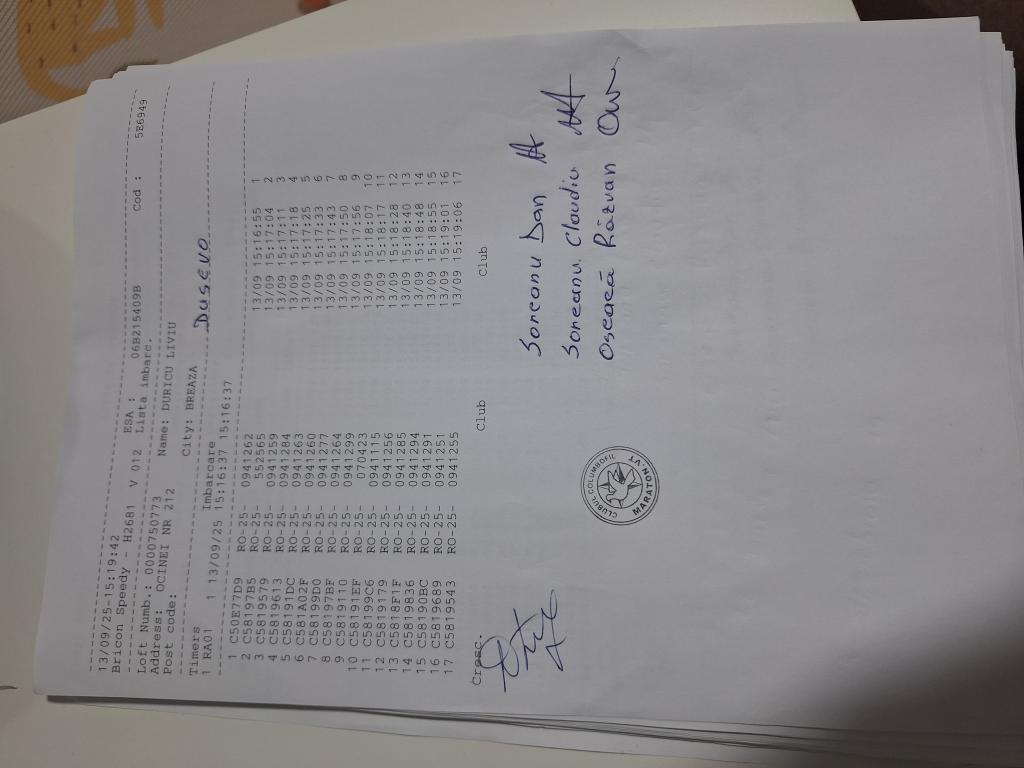 13/09/25-15:19:42
Bricon Speedy - H2681 V 012 ESA : 06B215409B Cod : 5E6949
Lista imbarc.
Loft Numb.: 0000750773 Name: DURICU LIVIU
Address: OCINEI NR 212
Post code: City: BREAZA
Timers Imbarcare DUSEVO
1 RA01 1 13/09/25 15:16:37 15:16:37
1 C50E77D9 RO-25- 0941262 13/09 15:16:55 1
2 C58197B5 RO-25- 552565 13/09 15:17:04 2
3 C5819579 RO-25- 0941259 13/09 15:17:11 3
4 C5819613 RO-25- 0941284 13/09 15:17:18 4
5 C58191DC RO-25- 0941263 13/09 15:17:25 5
6 C581A02F RO-25- 0941260 13/09 15:17:33 6
7 C58199D0 RO-25- 0941277 13/09 15:17:43 7
8 C58197BF RO-25- 0941264 13/09 15:17:50 8
9 C5819110 RO-25- 0941299 13/09 15:17:56 9
10 C58191EF RO-25- 070423 13/09 15:18:07 10
11 C58199C6 RO-25- 0941115 13/09 15:18:17 11
12 C5819179 RO-25- 0941256 13/09 15:18:28 12
13 C5818F1F RO-25- 0941285 13/09 15:18:40 13
14 C5819836 RO-25- 0941294 13/09 15:18:48 14
15 C58190BC RO-25- 0941291 13/09 15:18:55 15
16 C5819689 RO-25- 0941251 13/09 15:19:01 16
17 C5819543 RO-25- 0941255 13/09 15:19:06 17
Cresc. Club Club
Soreanu Dan
Soreanu Claudiu
Oseacă Răzvan
CLUBUL COLUMBOFIL
MARATON VT